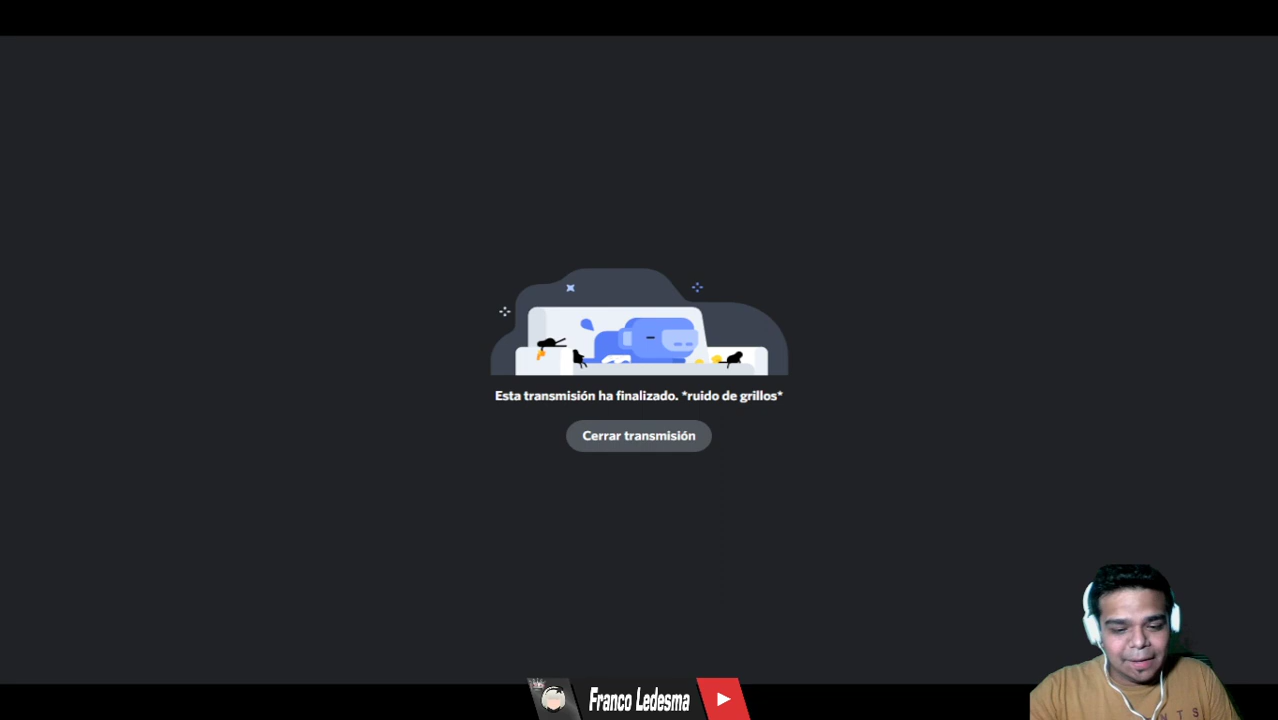 Esta transmisión ha finalizado. *ruido de grillos*
Cerrar transmisión
Franco Ledesma
N T S